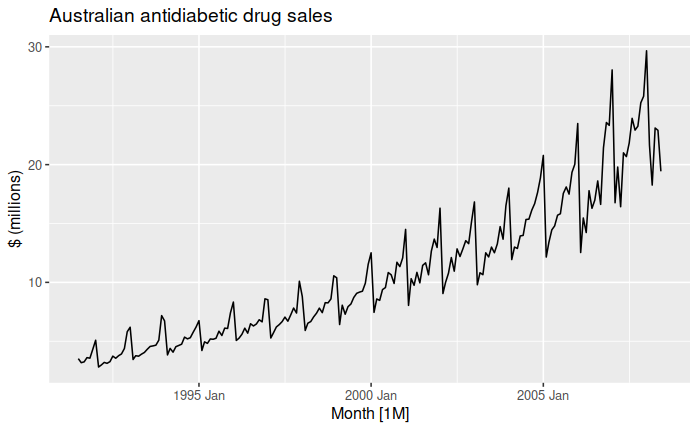 Australian antidiabetic drug sales
30
20
10
$ (millions)
1995 Jan
2000 Jan
2005 Jan
Month [1M]